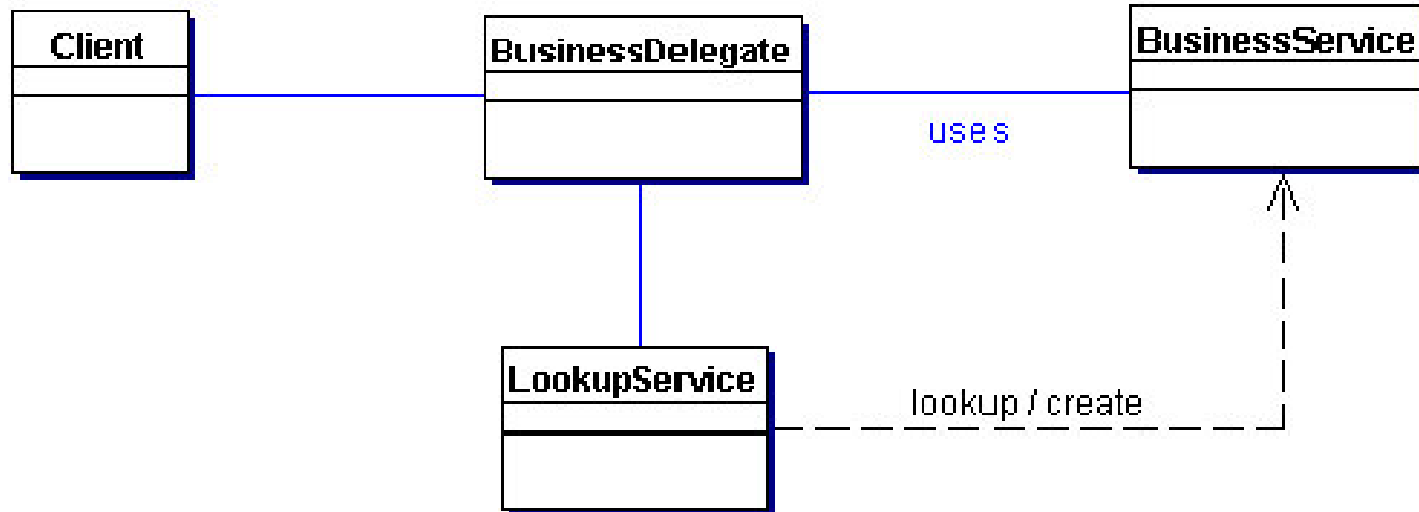 Client
BusinessDelegate
BusinessService
uses
LookupService
lookup / create